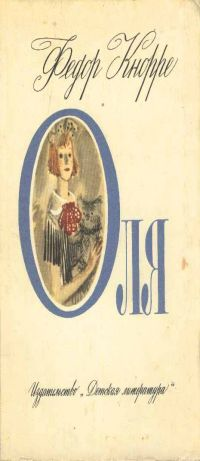 Федор Кнорре
Оля
Издательство „Детская литература“